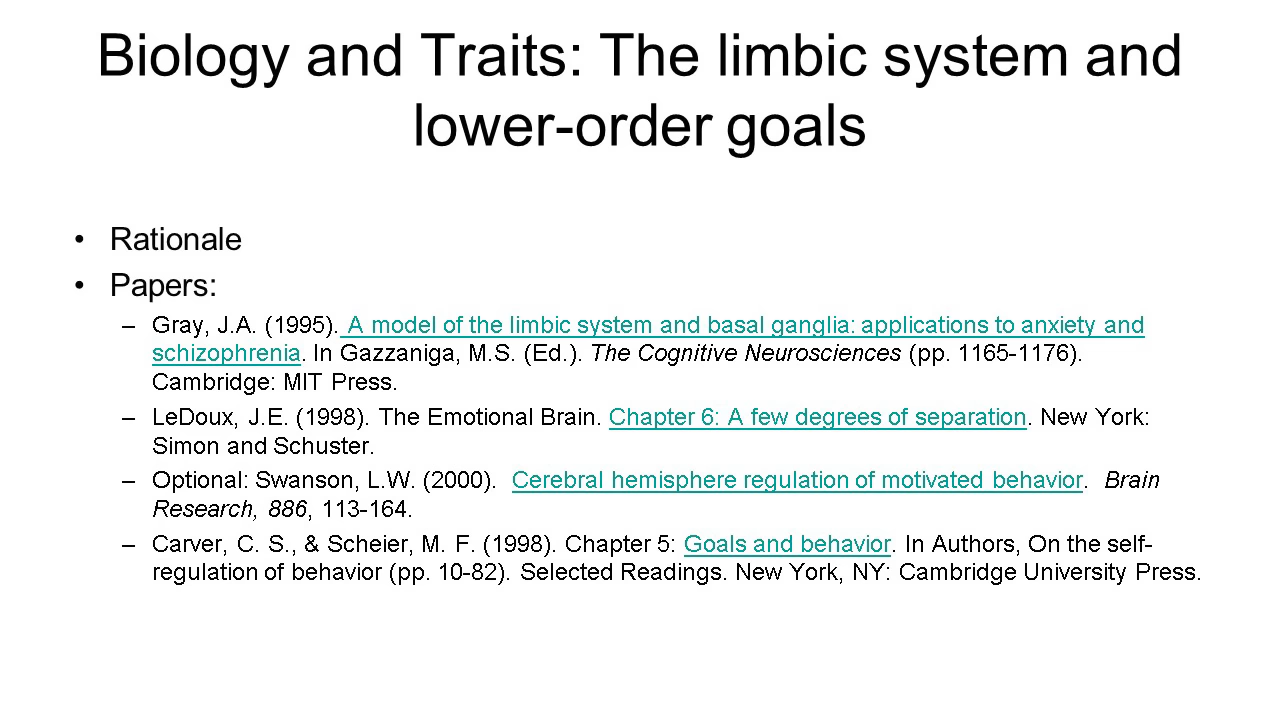 Biology and Traits: The limbic system and
lower-order goals
• Rationale
• Papers:
– Gray, J.A. (1995). A model of the limbic system and basal ganglia: applications to anxiety and
schizophrenia. In Gazzaniga, M.S. (Ed.). The Cognitive Neurosciences (pp. 1165-1176).
Cambridge: MIT Press.
– LeDoux, J.E. (1998). The Emotional Brain. Chapter 6: A few degrees of separation. New York:
Simon and Schuster.
– Optional: Swanson, L.W. (2000).  Cerebral hemisphere regulation of motivated behavior.  Brain
Research, 886, 113-164.
– Carver, C. S., & Scheier, M. F. (1998). Chapter 5: Goals and behavior. In Authors, On the self-
regulation of behavior (pp. 10-82). Selected Readings. New York, NY: Cambridge University Press.